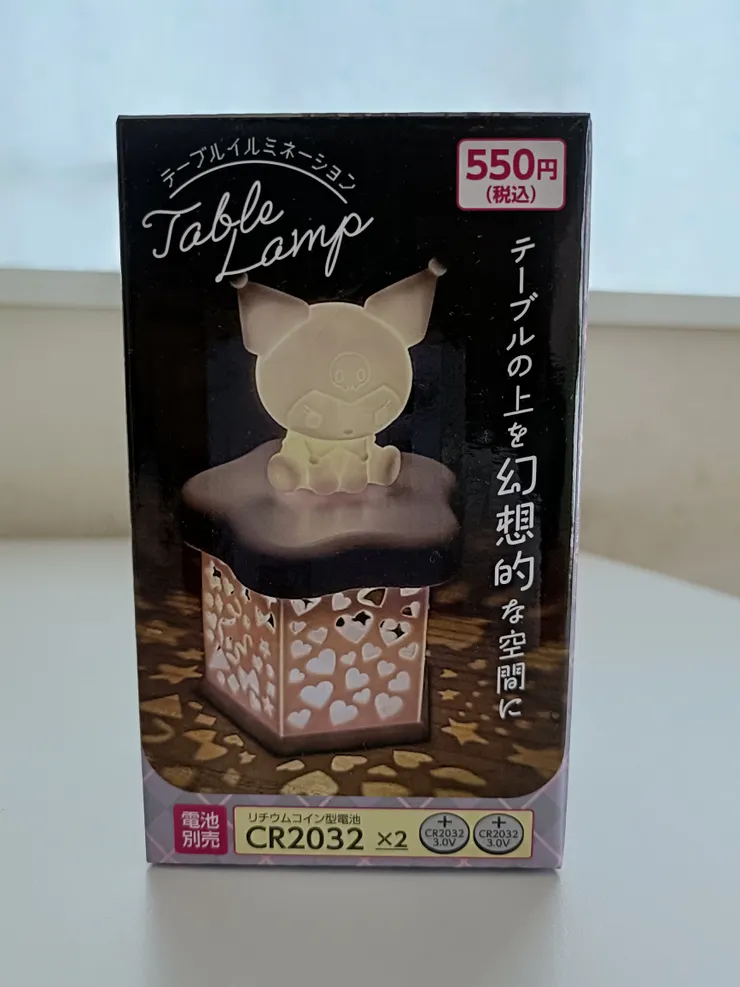 テーブルイルミネーション
Table
Lamp
550円
(税込)
テーブルの上を幻想的な空間に
電池
別売
リチウムコイン型電池
CR2032 ×2
+
CR2032
3.0V
+
CR2032
3.0V